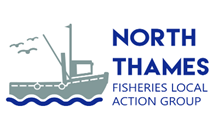 NORTH
THAMES
FISHERIES LOCAL
ACTION GROUP